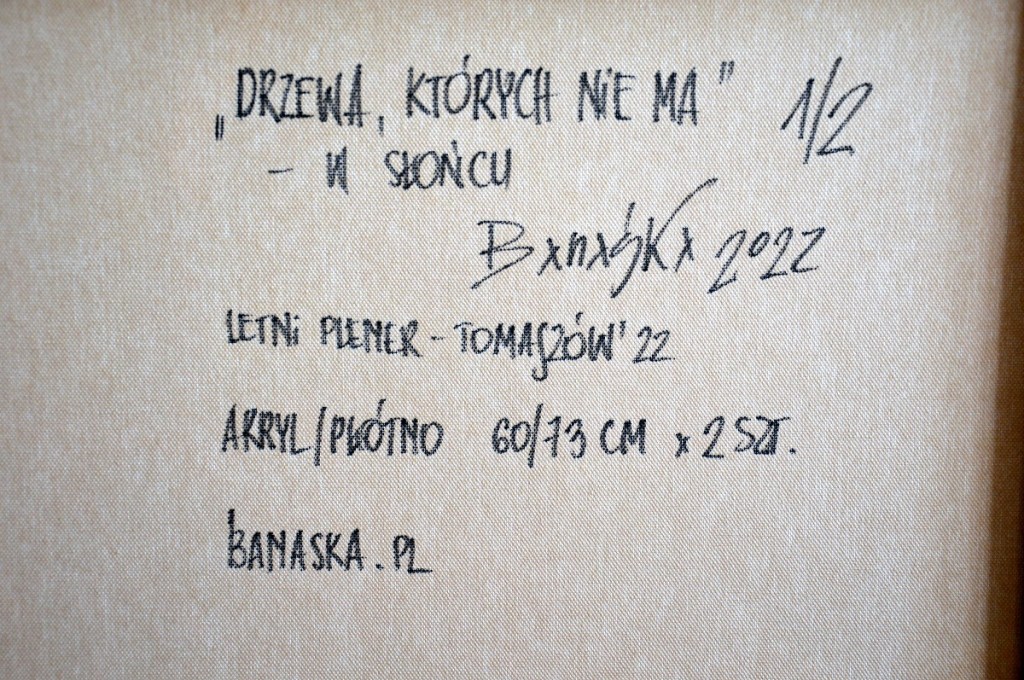 „DRZEWA, KTÓRYCH NIE MA” 1/2
– W SŁOŃCU
BxnxśKx 2022
LETNI PLENER - TOMASZÓW'22
AKRYL/PŁÓTNO 60/73 CM x 2 SZT.
BANASKA.PL